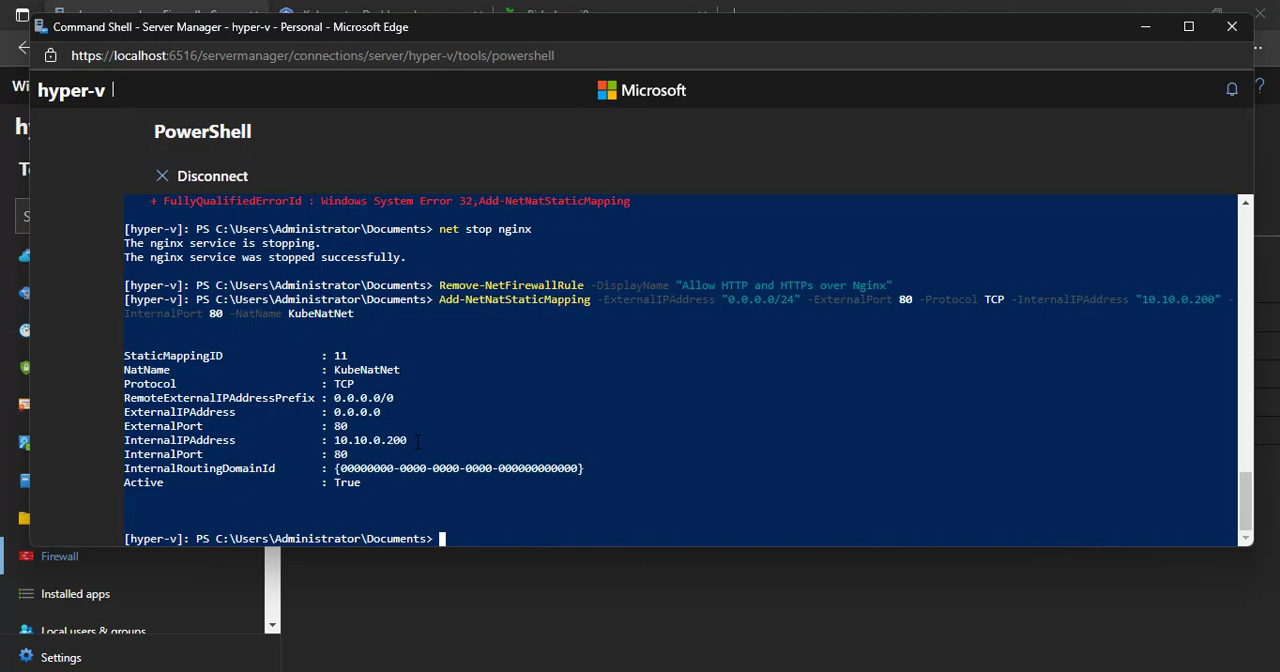 Command Shell - Server Manager - hyper-v - Personal - Microsoft Edge
https://localhost:6516/servermanager/connections/server/hyper-v/tools/powershell
hyper-v |
Microsoft
PowerShell
Disconnect
+ FullyQualifiedErrorId : Windows System Error 32,Add-NetNatStaticMapping
[hyper-v]: PS C:\Users\Administrator\Documents> net stop nginx
The nginx service is stopping.
The nginx service was stopped successfully.
[hyper-v]: PS C:\Users\Administrator\Documents> Remove-NetFirewallRule -DisplayName "Allow HTTP and HTTPs over Nginx"
[hyper-v]: PS C:\Users\Administrator\Documents> Add-NetNatStaticMapping -ExternalIPAddress "0.0.0.0/24" -ExternalPort 80 -Protocol TCP -InternalIPAddress "10.10.0.200" -
InternalPort 80 -NatName KubeNatNet
StaticMappingID : 11
NatName : KubeNatNet
Protocol : TCP
RemoteExternalIPAddressPrefix : 0.0.0.0/0
ExternalIPAddress : 0.0.0.0
ExternalPort : 80
InternalIPAddress : 10.10.0.200
InternalPort : 80
InternalRoutingDomainId : {00000000-0000-0000-0000-000000000000}
Active : True
[hyper-v]: PS C:\Users\Administrator\Documents>
Firewall
Installed apps
Local users & groups
Settings